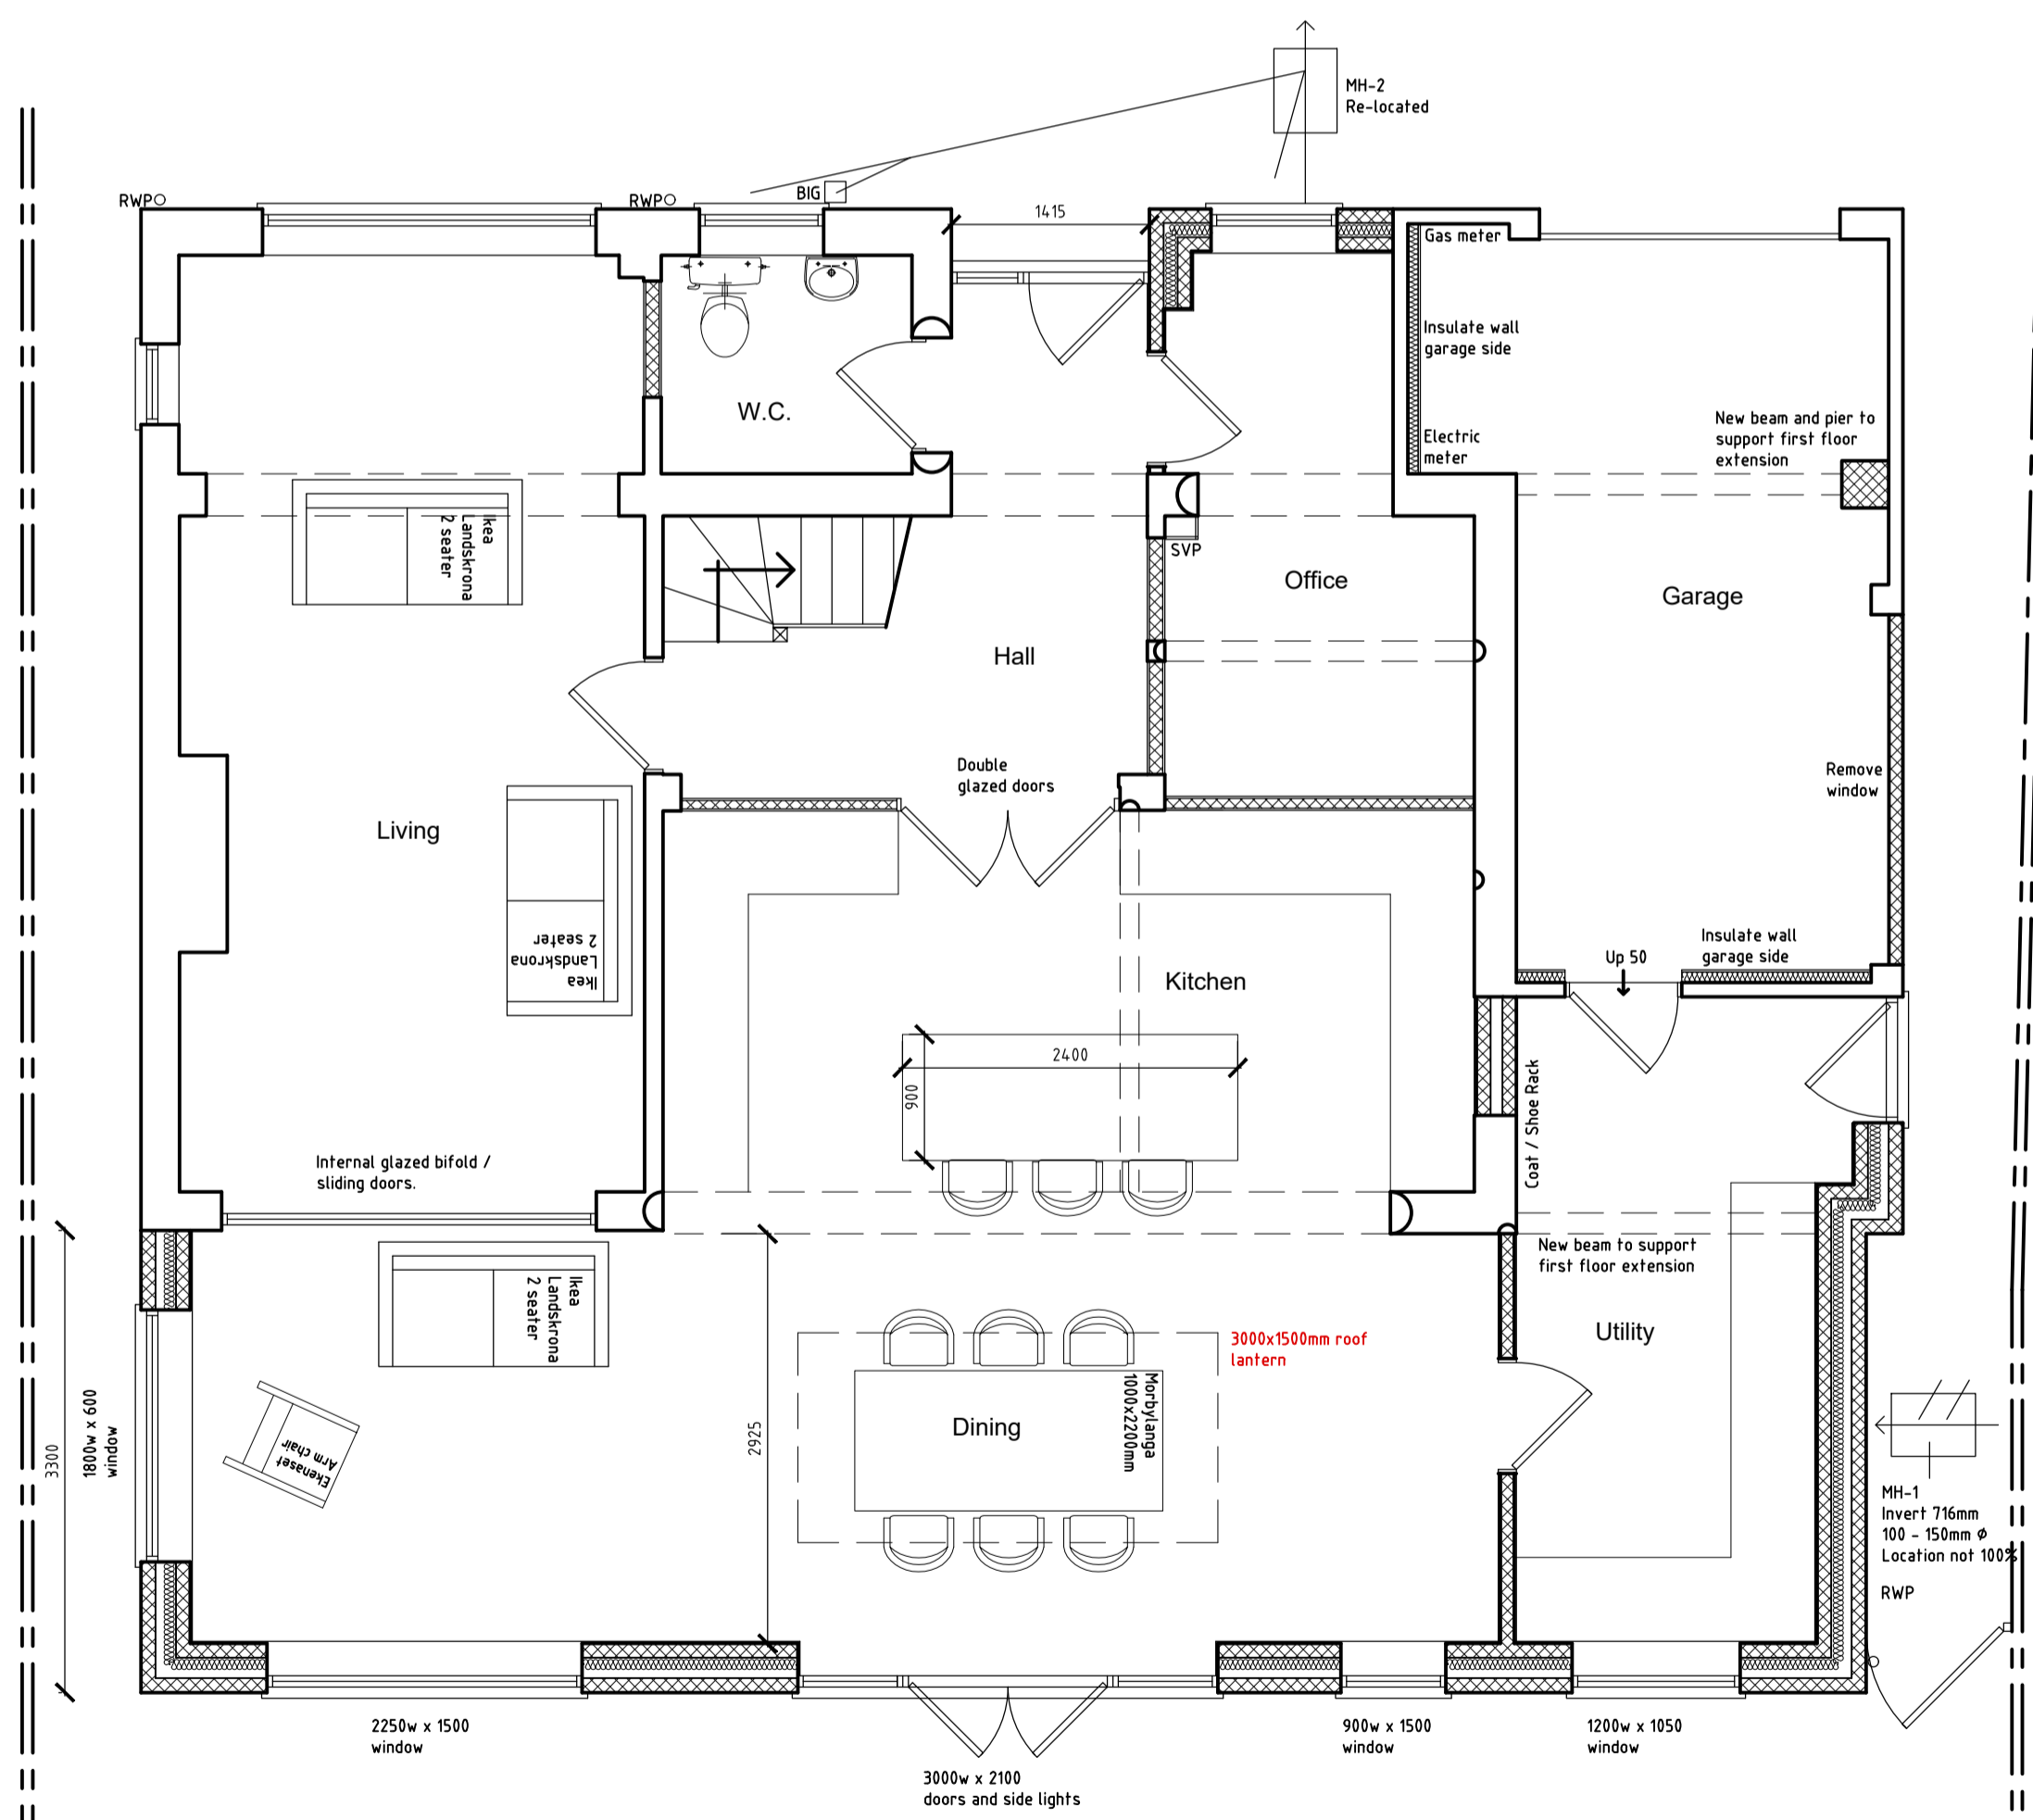 MH-2
Re-located
RWP
RWP
BIG
1415
Gas meter
Insulate wall
garage side
Electric
meter
New beam and pier to
support first floor
extension
W.C.
Ikea
Landskrona
2 seater
SVP
Office
Garage
Hall
Double
glazed doors
Remove
window
Living
Ikea
Landskrona
2 seater
Kitchen
Up 50
Insulate wall
garage side
2400
900
Coat / Shoe Rack
Internal glazed bifold /
sliding doors.
New beam to support
first floor extension
Ikea
Landskrona
2 seater
3000x1500mm roof
lantern
Utility
Morbylanga
1000x2200mm
Dining
2925
3300
1800w x 600
window
Ekenaset
Arm chair
MH-1
Invert 716mm
100 - 150mm Ø
Location not 100%
RWP
2250w x 1500
window
900w x 1500
window
1200w x 1050
window
3000w x 2100
doors and side lights